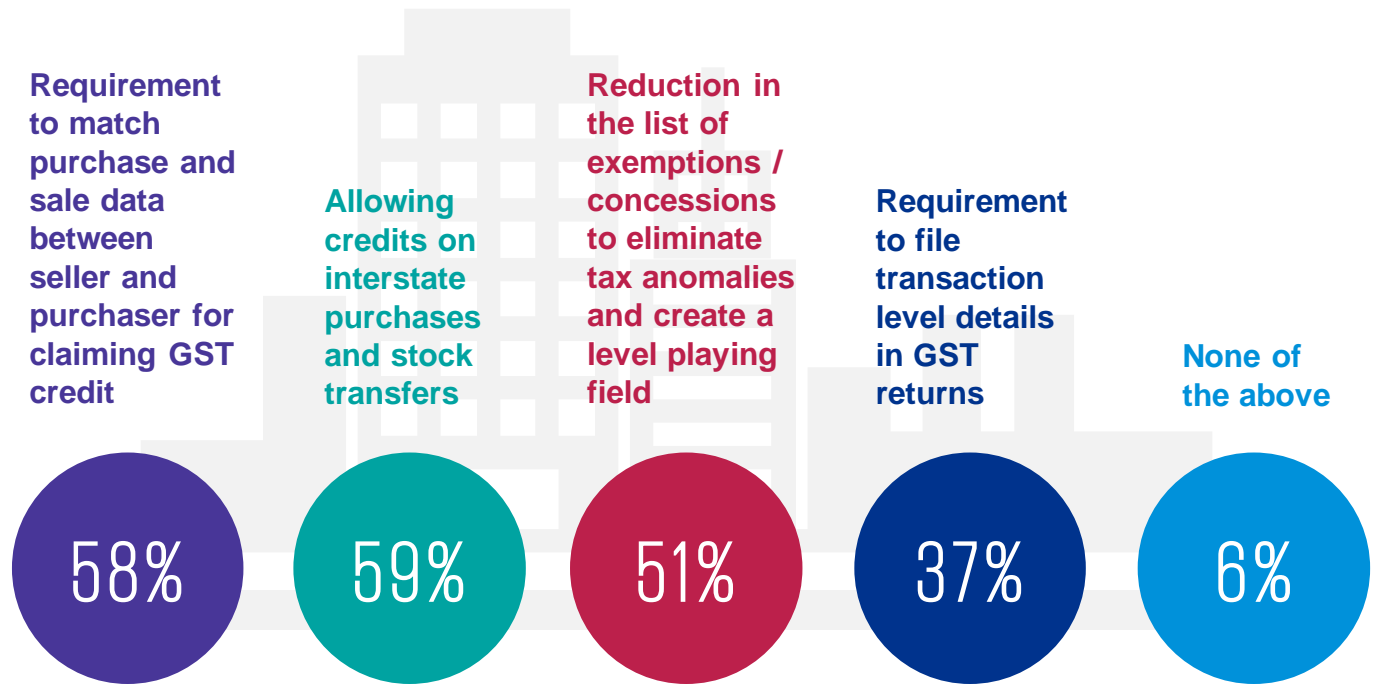 Requirement
to match
purchase and
sale data
between
seller and
purchaser for
claiming GST
credit
58%
Allowing
credits on
interstate
purchases
and stock
transfers
59%
Reduction in
the list of
exemptions /
concessions
to eliminate
tax anomalies
and create a
level playing
field
51%
Requirement
to file
transaction
level details
in GST
returns
37%
None of
the above
6%